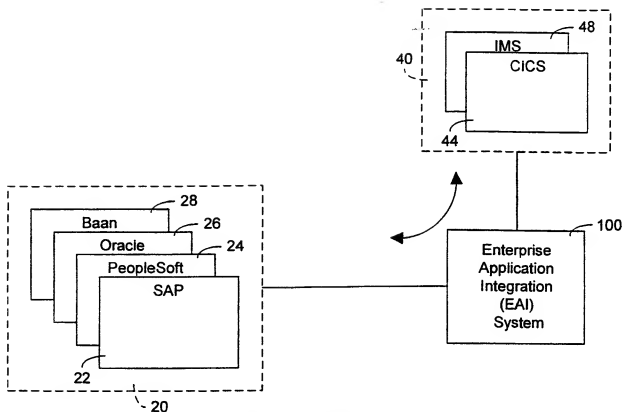 48
IMS
40
CICS
44
28
Baan
26
Oracle
24
PeopleSoft
SAP
22
20
100
Enterprise
Application
Integration
(EAI)
System